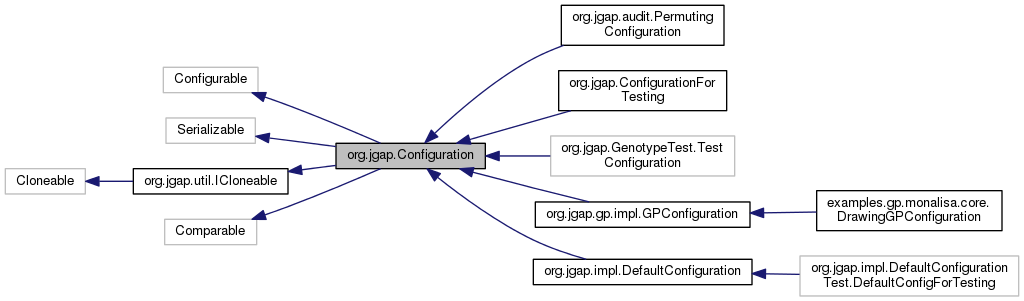 org.jgap.audit.Permuting
Configuration
Configurable
org.jgap.ConfigurationFor
Testing
Serializable
org.jgap.GenotypeTest.Test
Configuration
org.jgap.Configuration
Cloneable
org.jgap.util.ICloneable
Comparable
org.jgap.gp.impl.GPConfiguration
examples.gp.monalisa.core.
DrawingGPConfiguration
org.jgap.impl.DefaultConfiguration
org.jgap.impl.DefaultConfiguration
Test.DefaultConfigForTesting